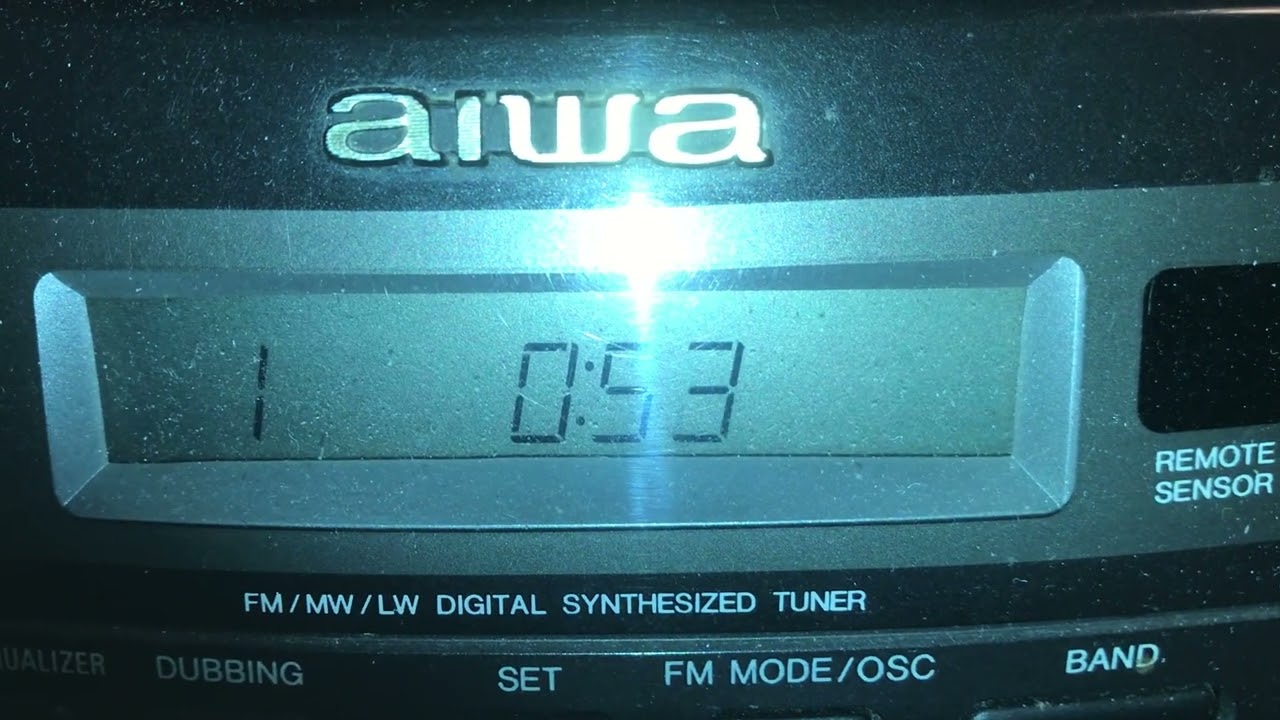 aiwa
1 0:53
REMOTE
SENSOR
FM/MW/LW DIGITAL SYNTHESIZED TUNER
DUBBING SET FM MODE/OSC BAND